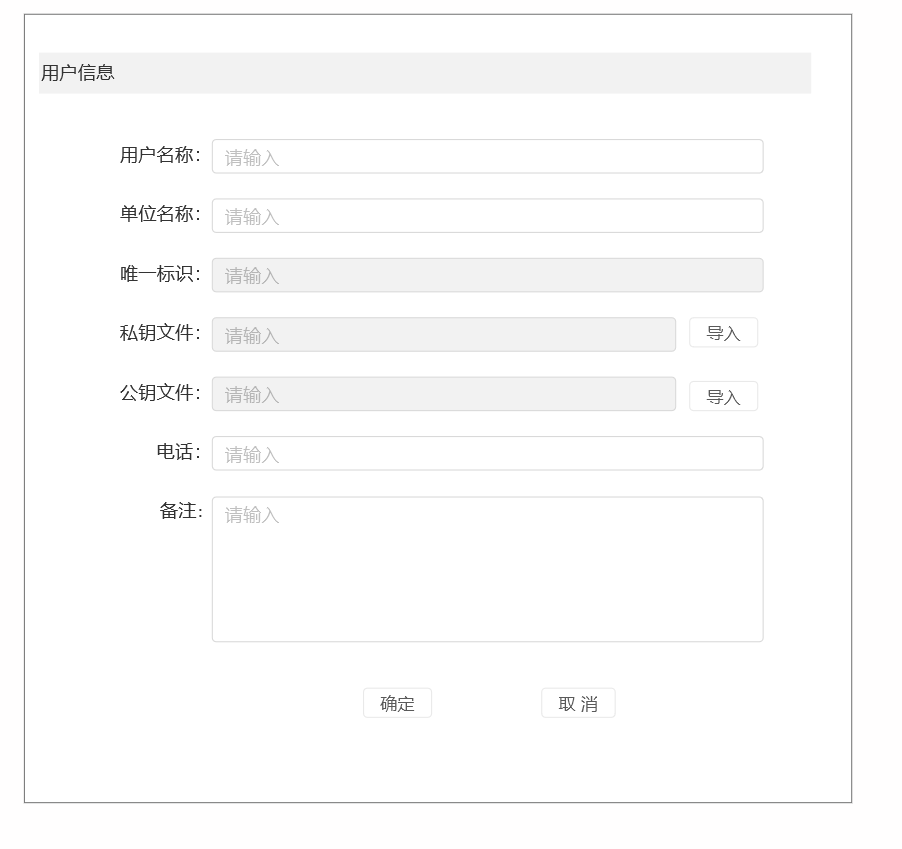 用户信息
用户名称： 请输入
单位名称： 请输入
唯一标识： 请输入
私钥文件： 请输入 导入
公钥文件： 请输入 导入
电话： 请输入
备注： 请输入
确定 取 消